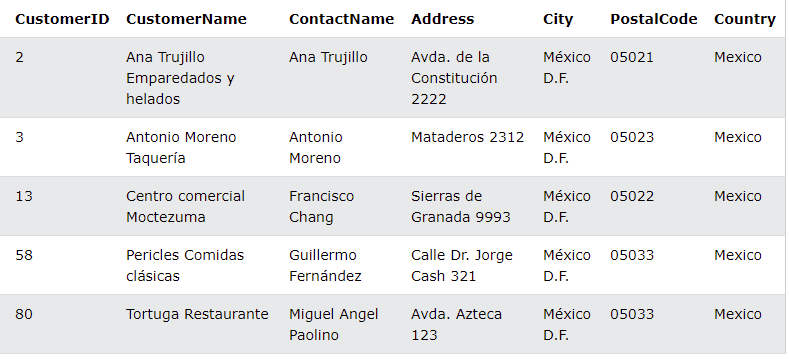 CustomerID CustomerName ContactName Address City PostalCode Country
2 Ana Trujillo Ana Trujillo Avda. de la México 05021 Mexico
Emparedados y Constitución D.F.
helados 2222
3 Antonio Moreno Antonio Mataderos 2312 México 05023 Mexico
Taquería Moreno D.F.
13 Centro comercial Francisco Sierras de México 05022 Mexico
Moctezuma Chang Granada 9993 D.F.
58 Pericles Comidas Guillermo Calle Dr. Jorge México 05033 Mexico
clásicas Fernández Cash 321 D.F.
80 Tortuga Restaurante Miguel Angel Avda. Azteca México 05033 Mexico
Paolino 123 D.F.